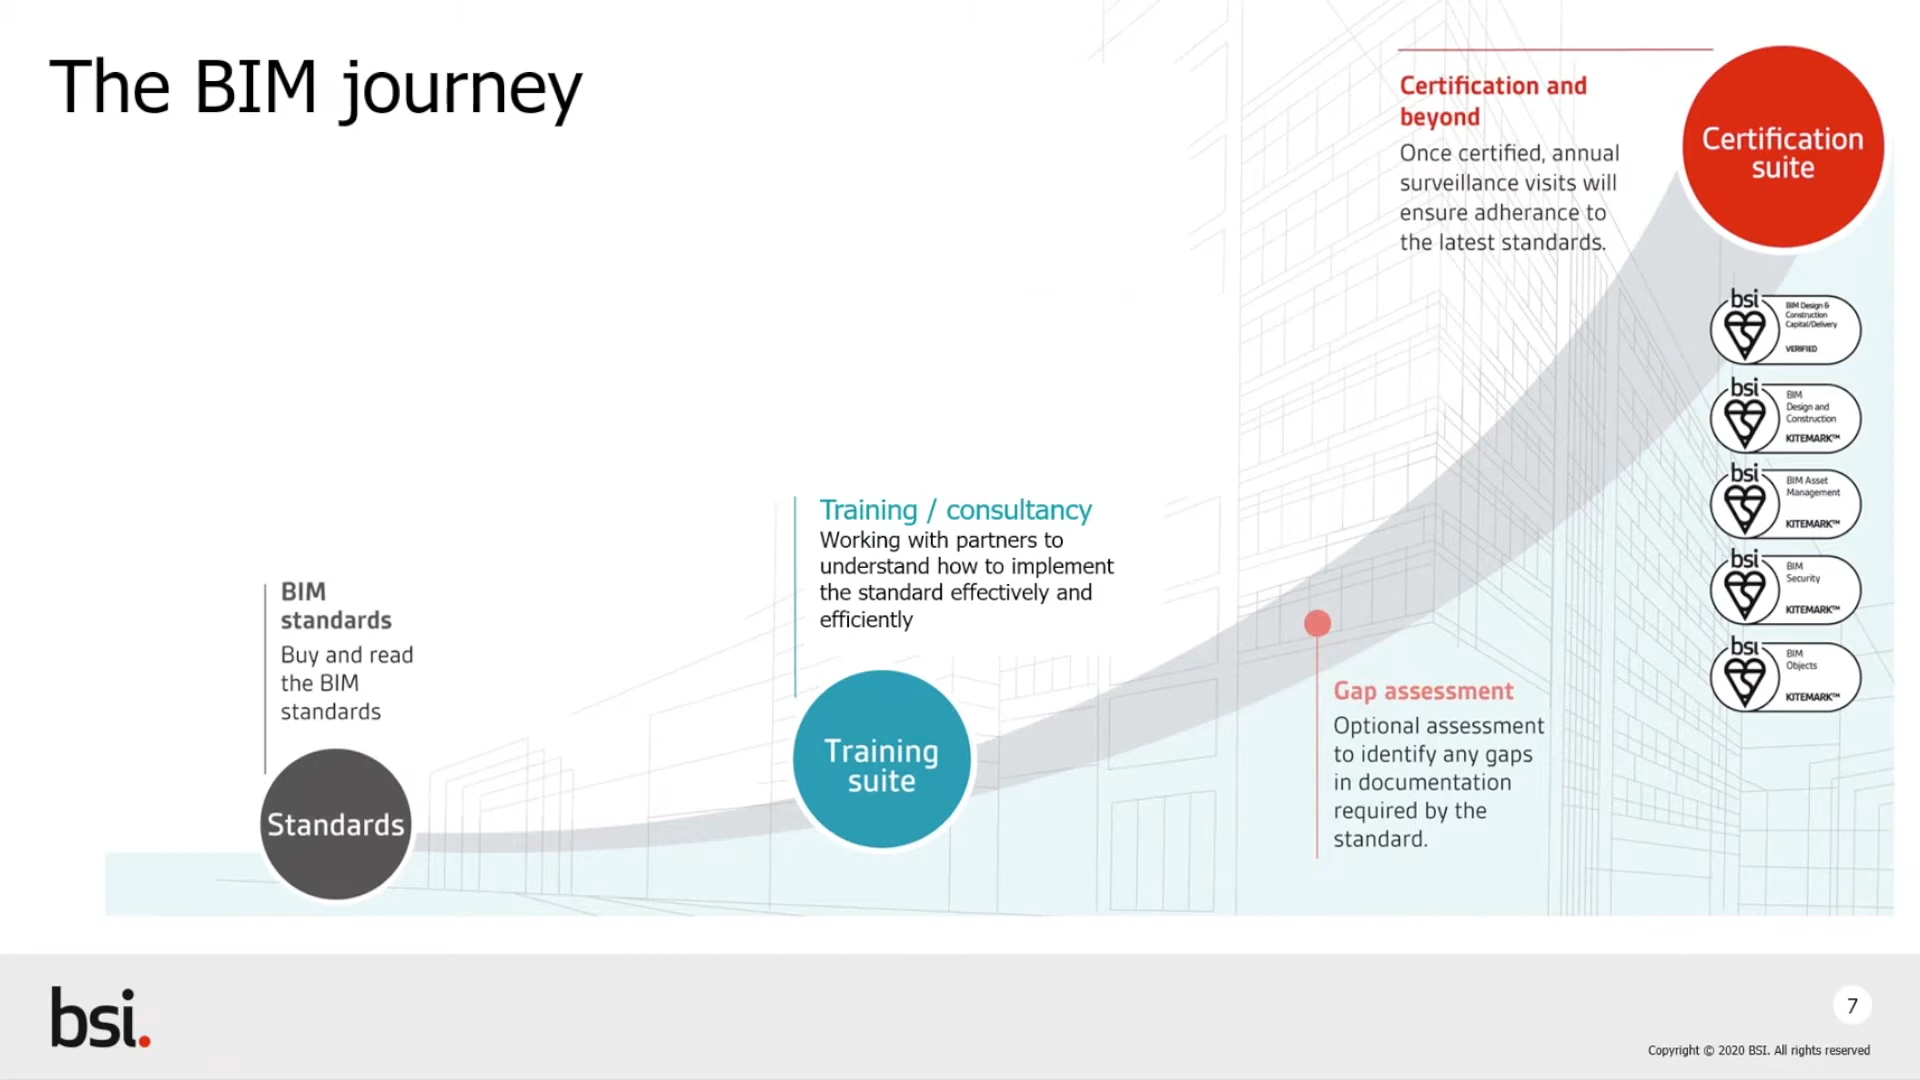 The BIM journey
Certification and
beyond
Once certified, annual
surveillance visits will
ensure adherance to
the latest standards.
Certification
suite
bsi
BIM Design &
Construction
Capital/Delivery
VERIFIED
bsi
BIM
Design and
Construction
KITEMARK™
bsi
BIM Asset
Management
KITEMARK™
bsi
BIM
Security
KITEMARK™
bsi
BIM
Objects
KITEMARK™
Training / consultancy
Working with partners to
understand how to implement
the standard effectively and
efficiently
Training
suite
BIM
standards
Buy and read
the BIM
standards
Standards
Gap assessment
Optional assessment
to identify any gaps
in documentation
required by the
standard.
bsi.
7
Copyright © 2020 BSI. All rights reserved